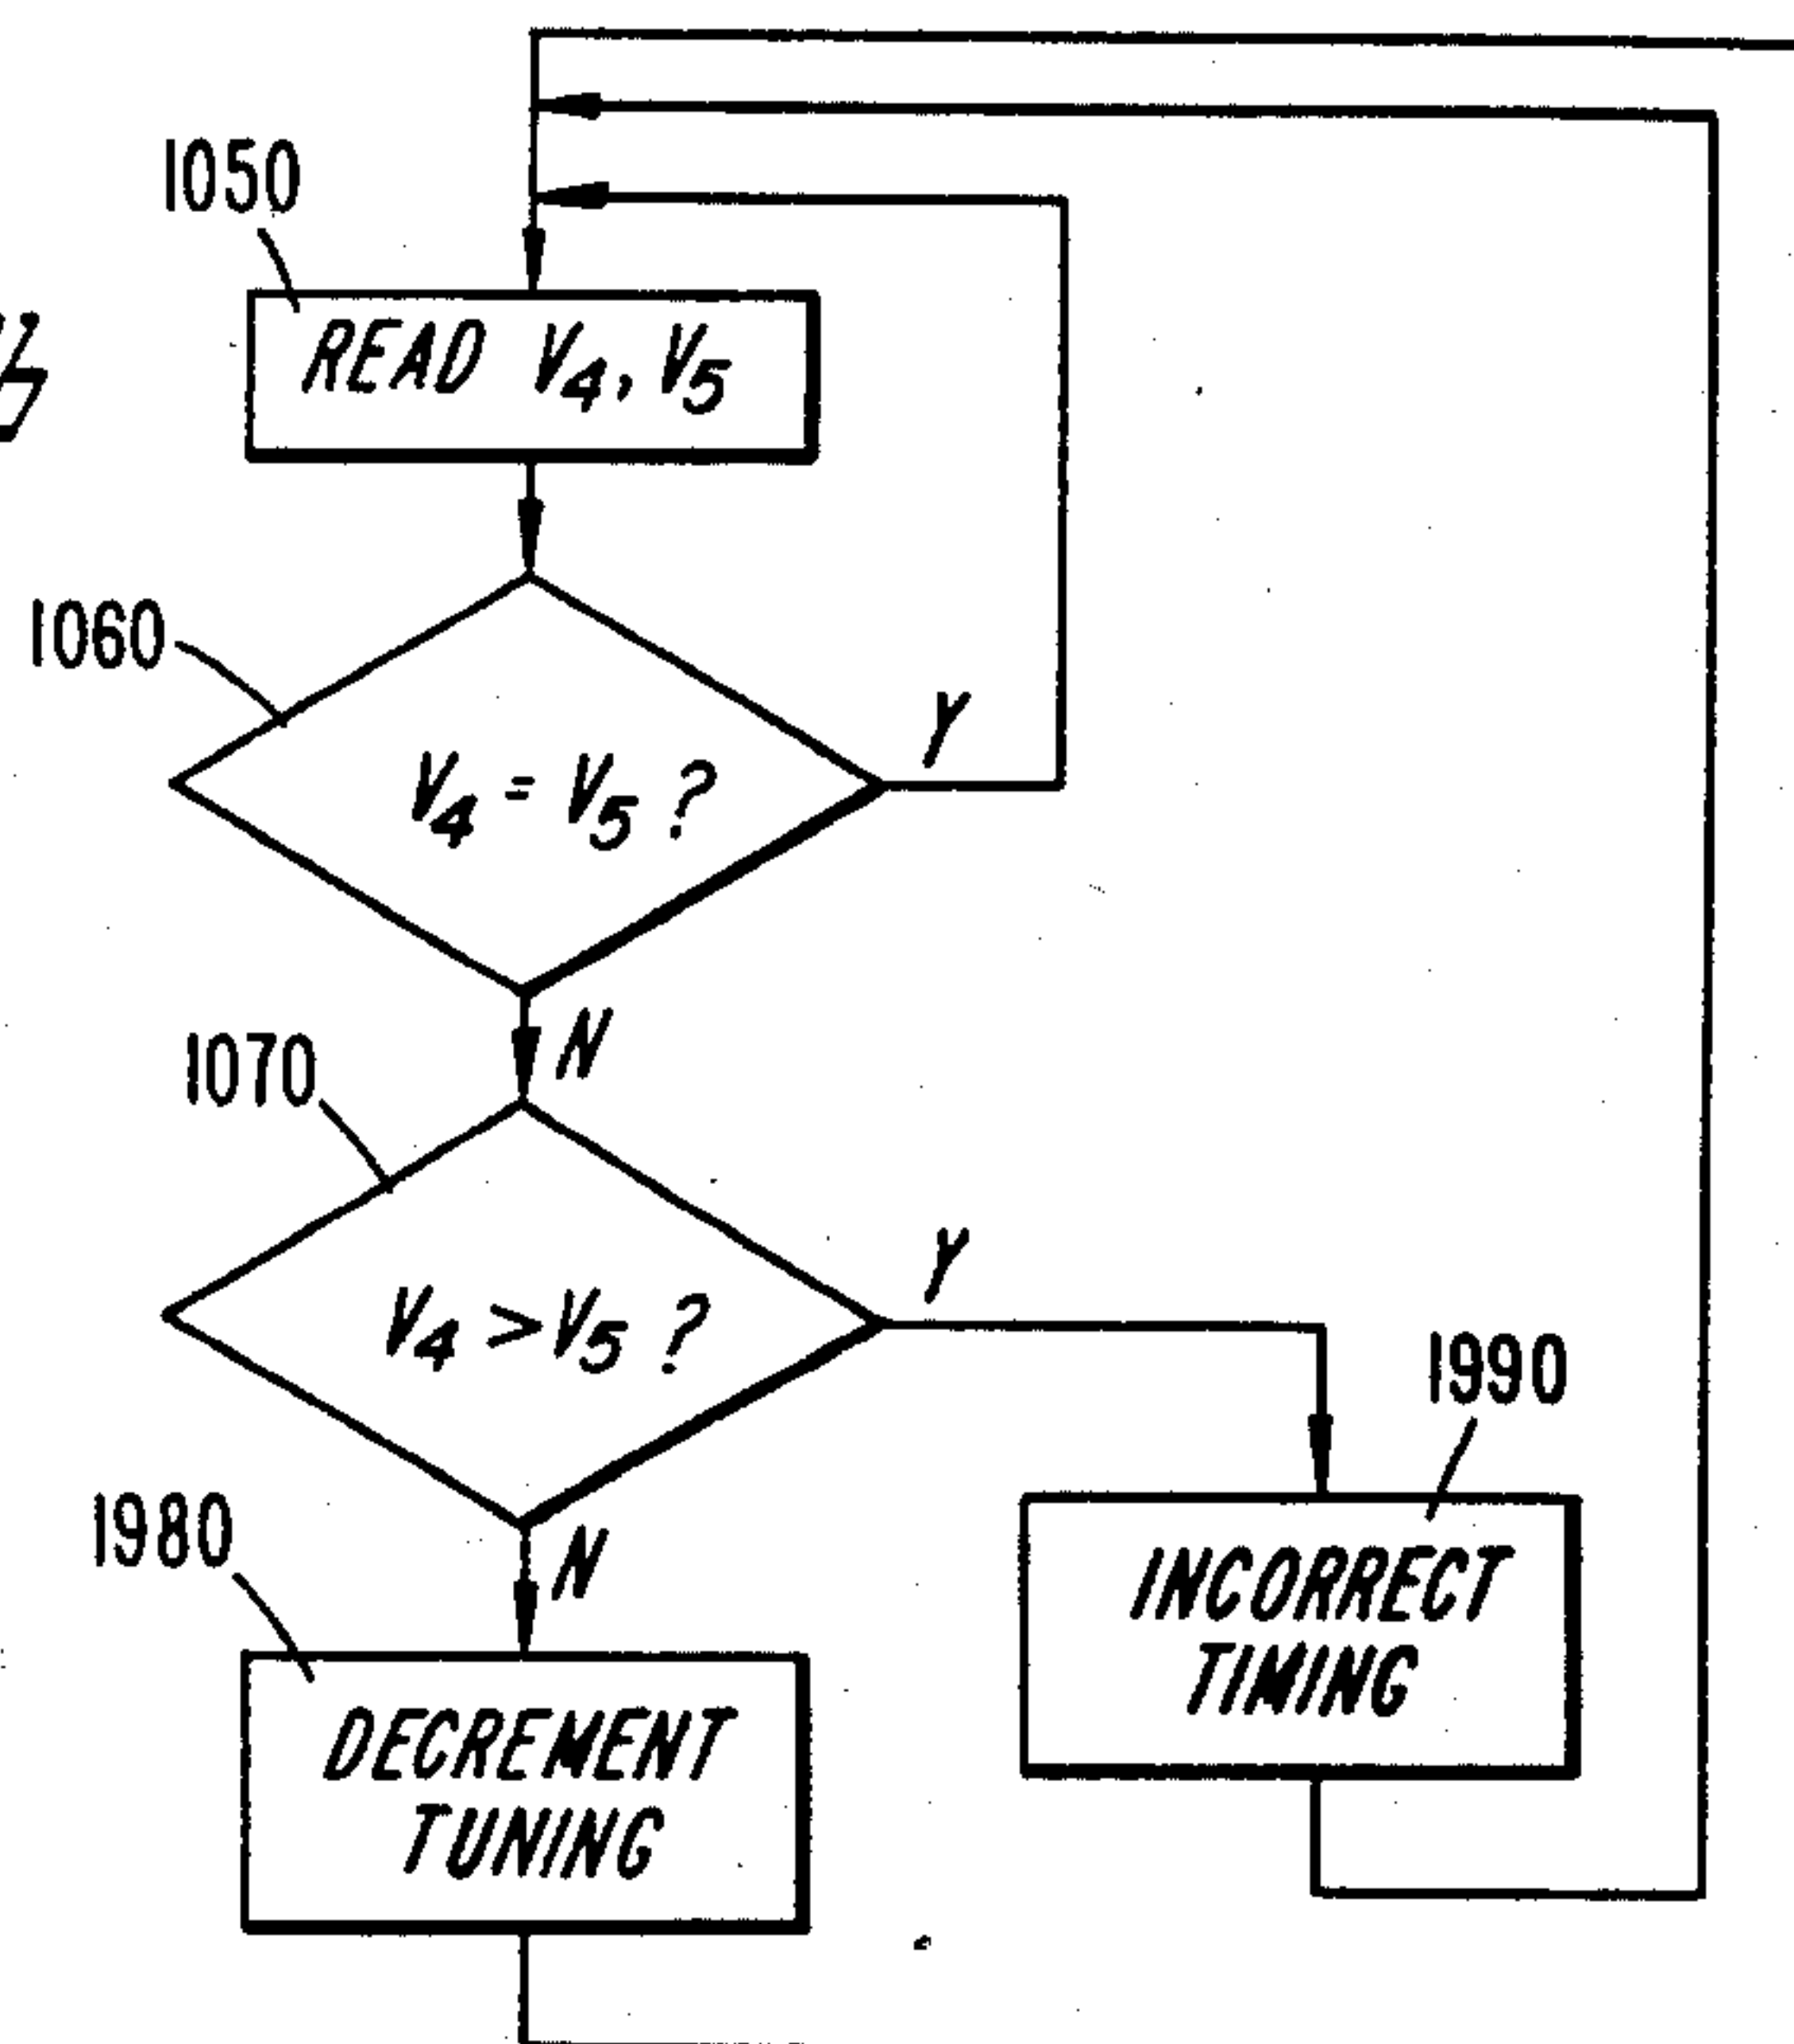 1050
READ V4, V5
1060
V4 = V5 ?
Y
N
1070
V4 > V5 ?
Y
N
1990
INCORRECT
TIMING
1980
DECREMENT
TUNING